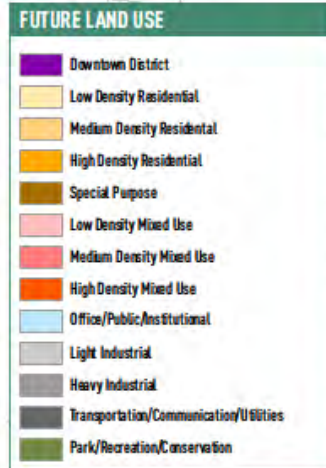 FUTURE LAND USE
Downtown District
Low Density Residential
Medium Density Residental
High Density Residential
Special Purpose
Low Density Mixed Use
Medium Density Mixed Use
High Density Mixed Use
Office/Public/Institutional
Light Industrial
Heavy Industrial
Transportation/Communication/Utilities
Park/Recreation/Conservation